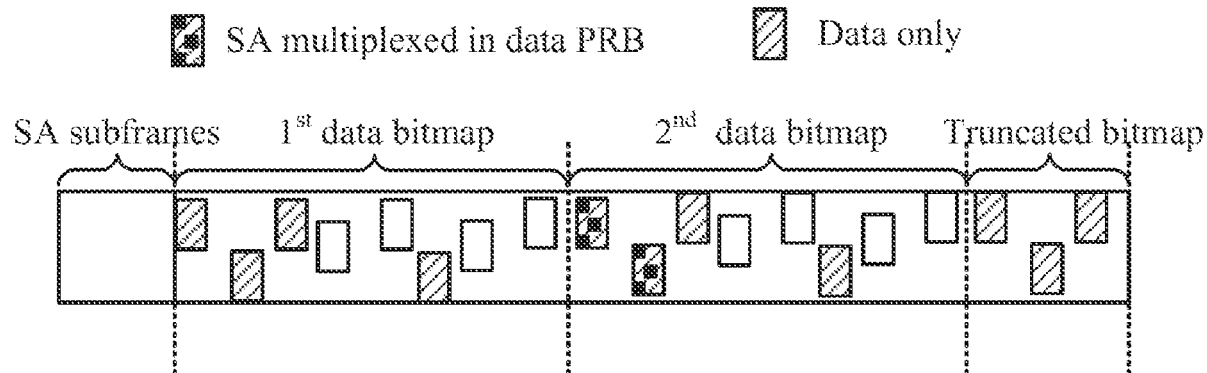 SA multiplexed in data PRB
Data only
SA subframes
1st data bitmap
2nd data bitmap
Truncated bitmap